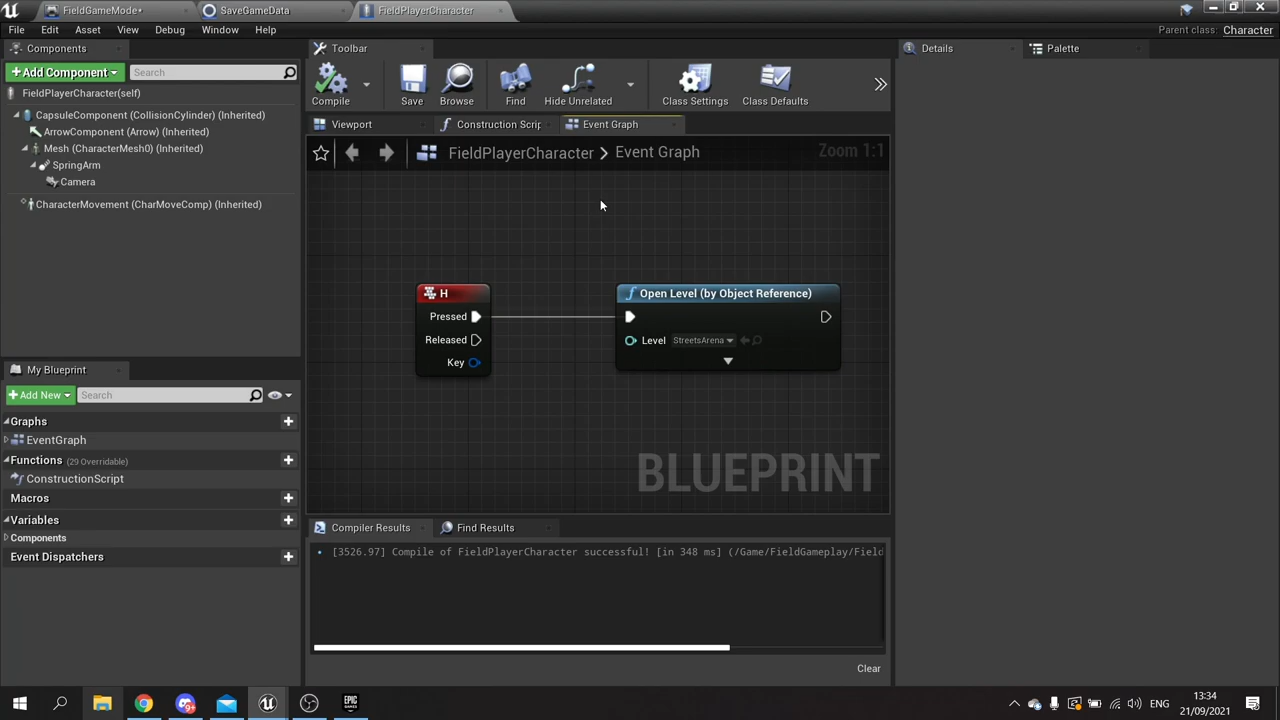 FieldGameMode*
SaveGameData
FieldPlayerCharacter
File Edit Asset View Debug Window Help
Parent class: Character
Components
Toolbar
Details
Palette
+Add Component
Search
FieldPlayerCharacter(self)
CapsuleComponent (CollisionCylinder) (Inherited)
ArrowComponent (Arrow) (Inherited)
Mesh (CharacterMesh0) (Inherited)
SpringArm
Camera
CharacterMovement (CharMoveComp) (Inherited)
Compile
Save
Browse
Find
Hide Unrelated
Class Settings
Class Defaults
Viewport
Construction Scrip
Event Graph
FieldPlayerCharacter > Event Graph
Zoom 1:1
H
Pressed
Released
Key
Open Level (by Object Reference)
Level StreetsArena
BLUEPRINT
My Blueprint
+Add New
Search
Graphs
EventGraph
Functions (29 Overridable)
ConstructionScript
Macros
Variables
Components
Event Dispatchers
Compiler Results
Find Results
[3526.97] Compile of FieldPlayerCharacter successful! [in 348 ms] (/Game/FieldGameplay/Field
Clear
EPIC
GAMES
ENG
13:34
21/09/2021